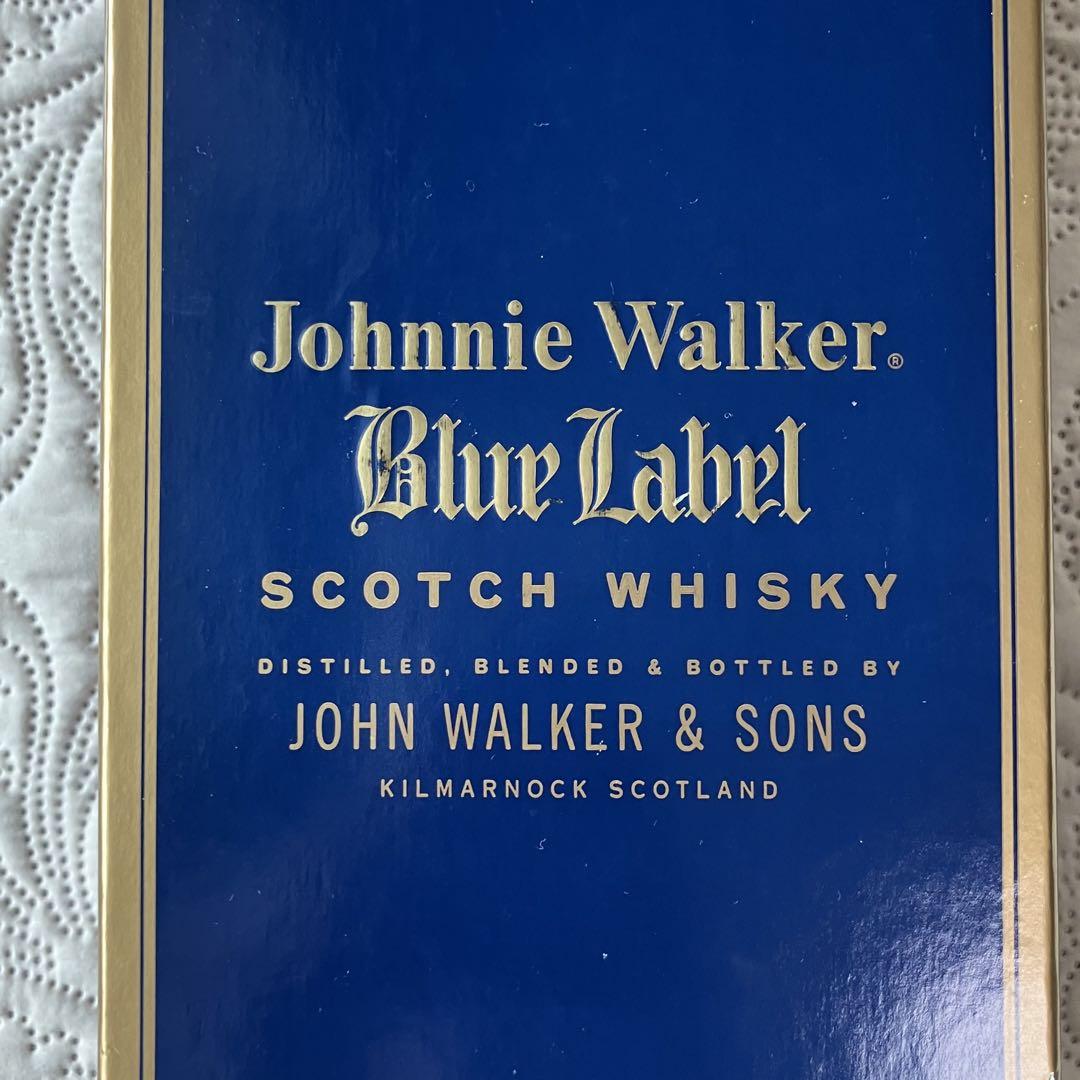 Johnnie Walker®
Blue Label
SCOTCH WHISKY
DISTILLED, BLENDED & BOTTLED BY
JOHN WALKER & SONS
KILMARNOCK SCOTLAND